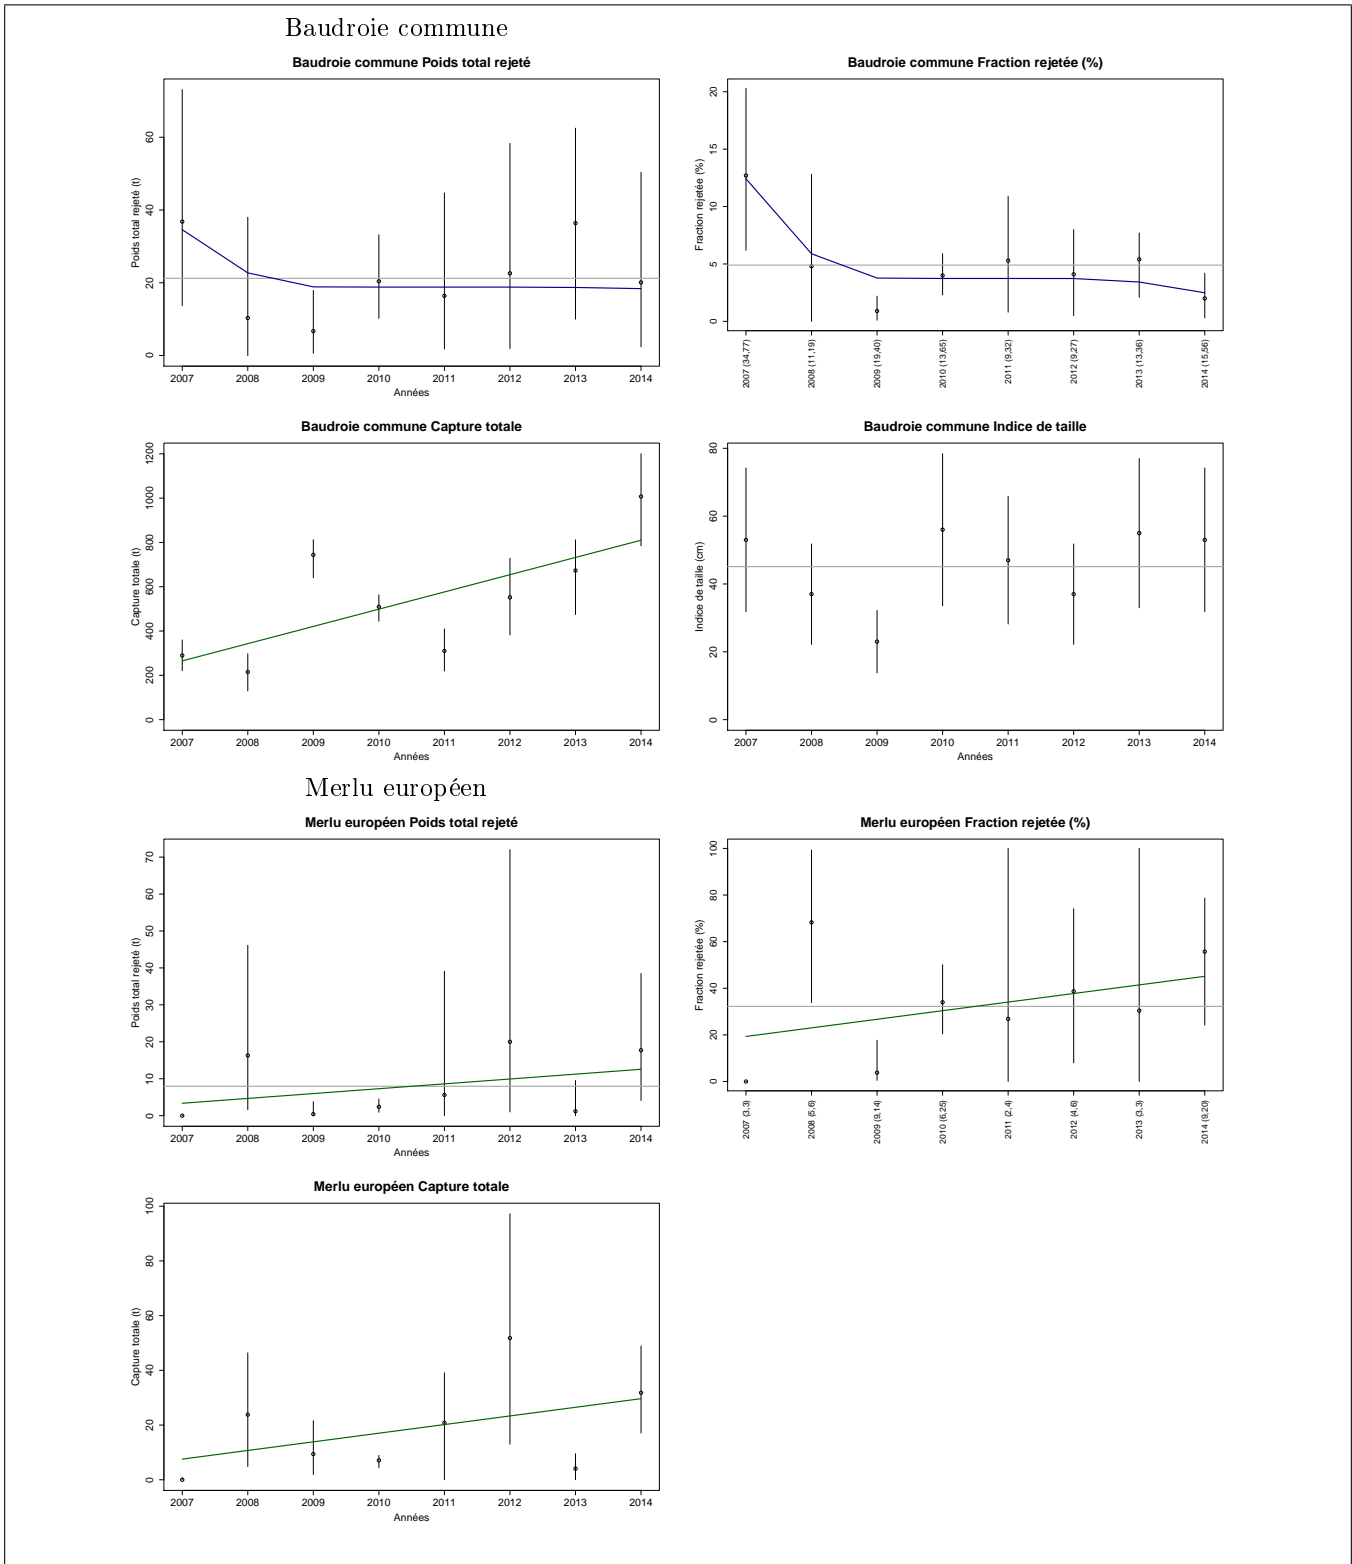 Baudroie commune
Baudroie commune Poids total rejeté
Poids total rejeté (t)
0 20 40 60
2007 2008 2009 2010 2011 2012 2013 2014
Années
Baudroie commune Fraction rejetée (%)
Fraction rejetée (%)
0 5 10 15 20
2007 (34,77)
2008 (11,19)
2009 (19,40)
2010 (13,65)
2011 (9,32)
2012 (9,27)
2013 (13,36)
2014 (15,56)
Baudroie commune Capture totale
Capture totale (t)
0 200 400 600 800 1000 1200
2007 2008 2009 2010 2011 2012 2013 2014
Années
Baudroie commune Indice de taille
Indice de taille (cm)
0 20 40 60 80
2007 2008 2009 2010 2011 2012 2013 2014
Années
Merlu européen
Merlu européen Poids total rejeté
Poids total rejeté (t)
0 10 20 30 40 50 60 70
2007 2008 2009 2010 2011 2012 2013 2014
Années
Merlu européen Fraction rejetée (%)
Fraction rejetée (%)
0 20 40 60 80 100
2007 (3,3)
2008 (5,6)
2009 (9,14)
2010 (6,25)
2011 (2,4)
2012 (4,6)
2013 (3,3)
2014 (9,20)
Merlu européen Capture totale
Capture totale (t)
0 20 40 60 80 100
2007 2008 2009 2010 2011 2012 2013 2014
Années